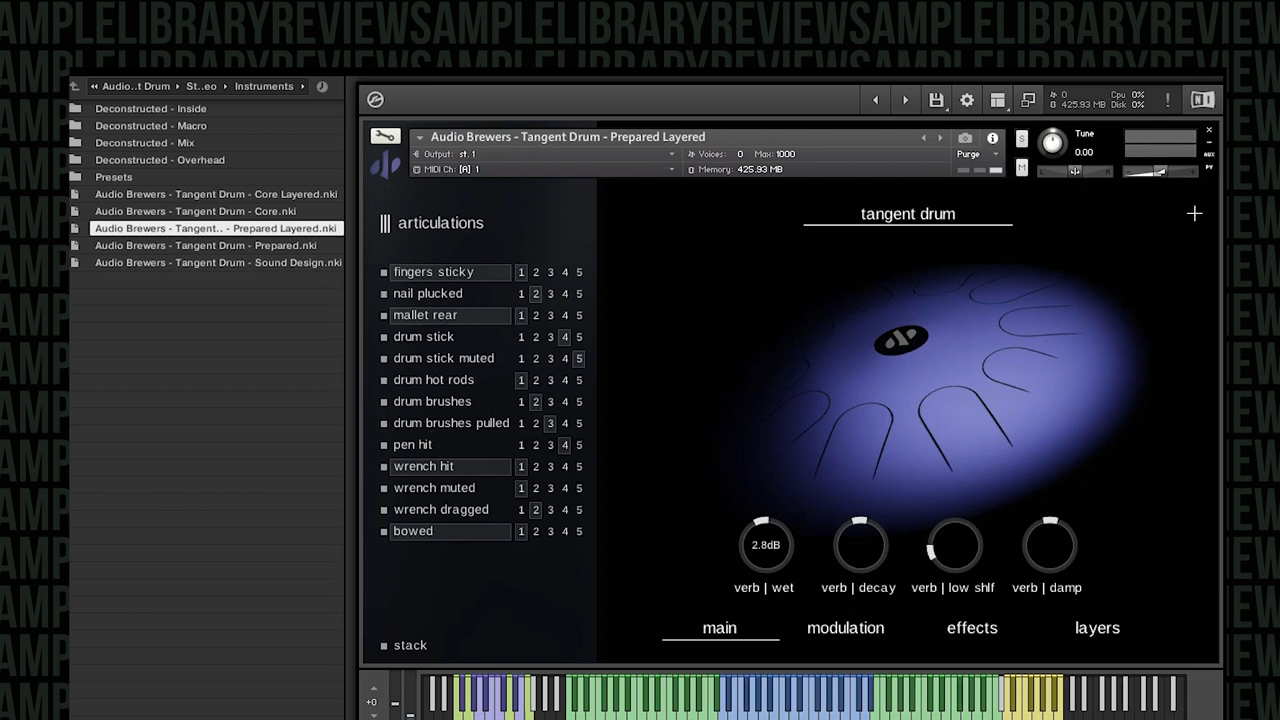 AMPLELIBRARYREVIEWSAMPLELIBRARYREVIEWSAMPLELIBRARYREVIEWS
Audio..t Drum St..eo Instruments
Deconstructed - Inside
Deconstructed - Macro
Deconstructed - Mix
Deconstructed - Overhead
Presets
Audio Brewers - Tangent Drum - Core Layered.nki
Audio Brewers - Tangent Drum - Core.nki
Audio Brewers - Tangent.. - Prepared Layered.nki
Audio Brewers - Tangent Drum - Prepared.nki
Audio Brewers - Tangent Drum - Sound Design.nki
0 Cpu 0%
425.93 MB Disk 0%
!
NI
Audio Brewers - Tangent Drum - Prepared Layered
Output: st. 1 Voices: 0 Max: 1000 Purge
MIDI Ch: [A] 1 Memory: 425.93 MB
S Tune
M 0.00
AUX
PV
articulations
fingers sticky 1 2 3 4 5
nail plucked 1 2 3 4 5
mallet rear 1 2 3 4 5
drum stick 1 2 3 4 5
drum stick muted 1 2 3 4 5
drum hot rods 1 2 3 4 5
drum brushes 1 2 3 4 5
drum brushes pulled 1 2 3 4 5
pen hit 1 2 3 4 5
wrench hit 1 2 3 4 5
wrench muted 1 2 3 4 5
wrench dragged 1 2 3 4 5
bowed 1 2 3 4 5
stack
tangent drum
2.8dB
verb | wet verb | decay verb | low shlf verb | damp
main modulation effects layers
+0